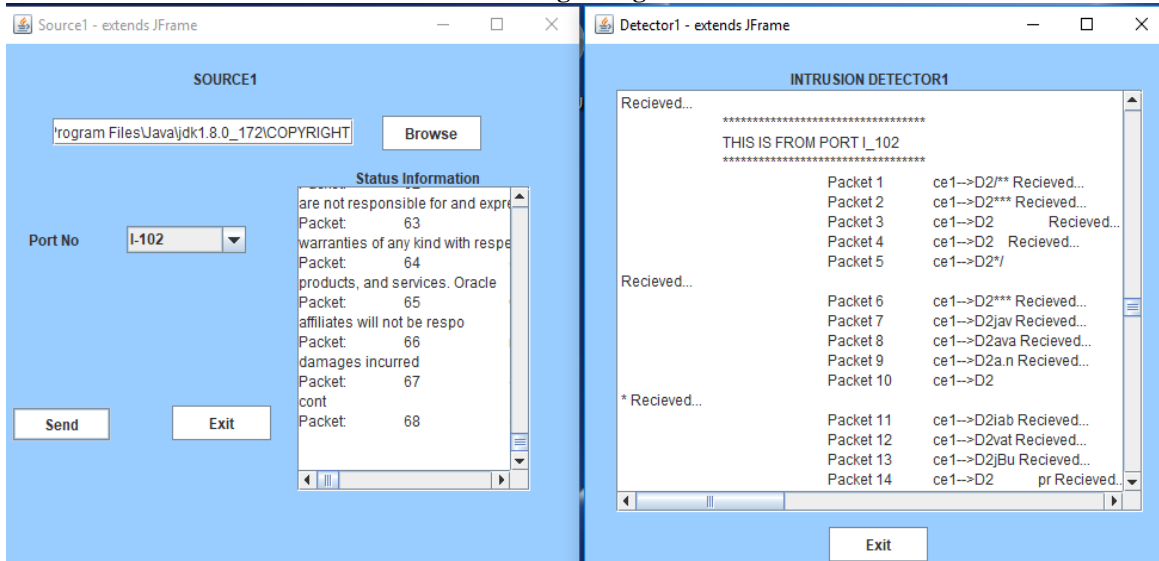 Source1 - extends JFrame
SOURCE1
'rogram Files\Java\jdk1.8.0_172\COPYRIGHT
Browse
Status Information
are not responsible for and expre
Packet: 63
warranties of any kind with respe
Packet: 64
products, and services. Oracle
Packet: 65
affiliates will not be respo
Packet: 66
damages incurred
Packet: 67
cont
Packet: 68
Port No
I-102
Send
Exit
Detector1 - extends JFrame
INTRUSION DETECTOR1
Recieved...
**********************************
THIS IS FROM PORT I_102
**********************************
Packet 1 ce1-->D2/** Recieved...
Packet 2 ce1-->D2*** Recieved...
Packet 3 ce1-->D2 Recieved...
Packet 4 ce1-->D2 Recieved...
Packet 5 ce1-->D2*/
Recieved...
Packet 6 ce1-->D2*** Recieved...
Packet 7 ce1-->D2jav Recieved...
Packet 8 ce1-->D2ava Recieved...
Packet 9 ce1-->D2a.n Recieved...
Packet 10 ce1-->D2
* Recieved...
Packet 11 ce1-->D2iab Recieved...
Packet 12 ce1-->D2vat Recieved...
Packet 13 ce1-->D2jBu Recieved...
Packet 14 ce1-->D2 pr Recieved..
Exit